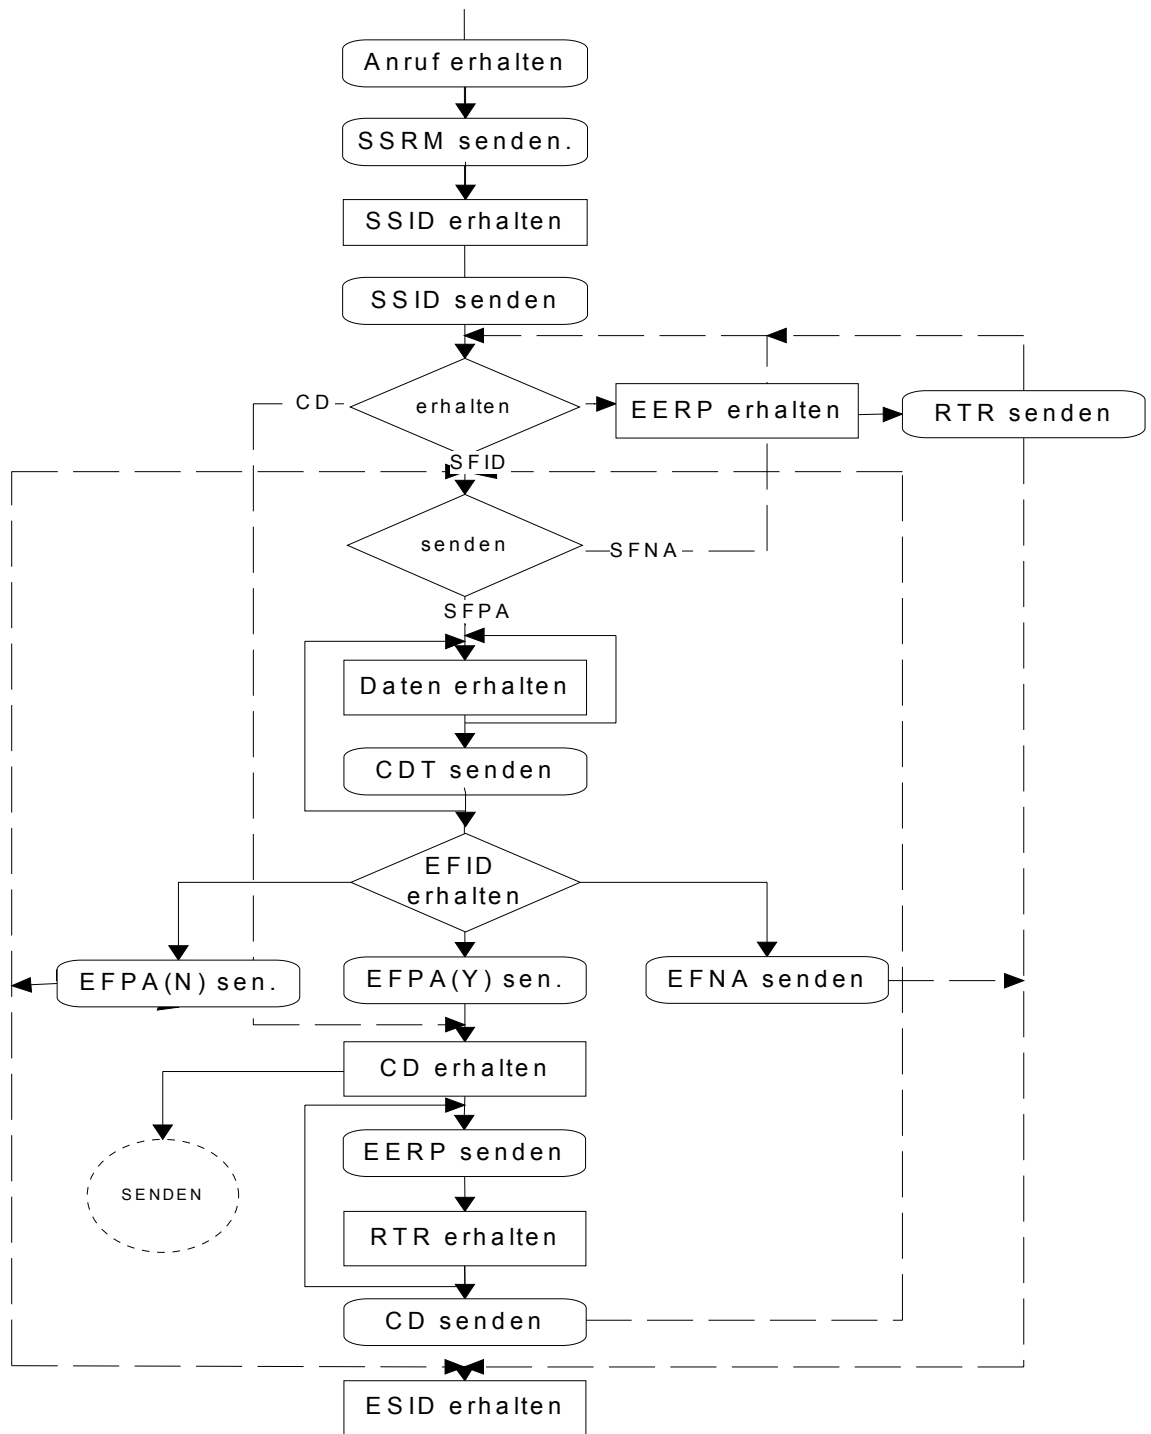 Anruf erhalten
SSRM senden.
SSID erhalten
SSID senden
CD
erhalten
EERP erhalten
RTR senden
SFID
senden
SFNA
SFPA
Daten erhalten
CDT senden
EFID
erhalten
EFPA(N) sen.
EFPA(Y) sen.
EFNA senden
CD erhalten
EERP senden
SENDEN
RTR erhalten
CD senden
ESID erhalten